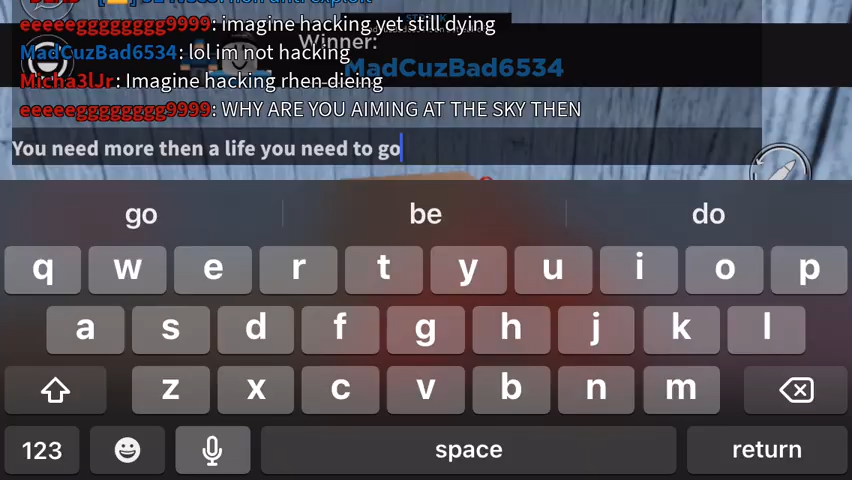 eeeeeggggggggg9999: imagine hacking yet still dying
Winner:
MadCuzBad6534: lol im not hacking
MadCuzBad6534
Micha3lJr: Imagine hacking rhen dieing
eeeeeggggggggg9999: WHY ARE YOU AIMING AT THE SKY THEN
You need more then a life you need to go
go be do
q w e r t y u i o p
a s d f g h j k l
z x c v b n m
123 space return